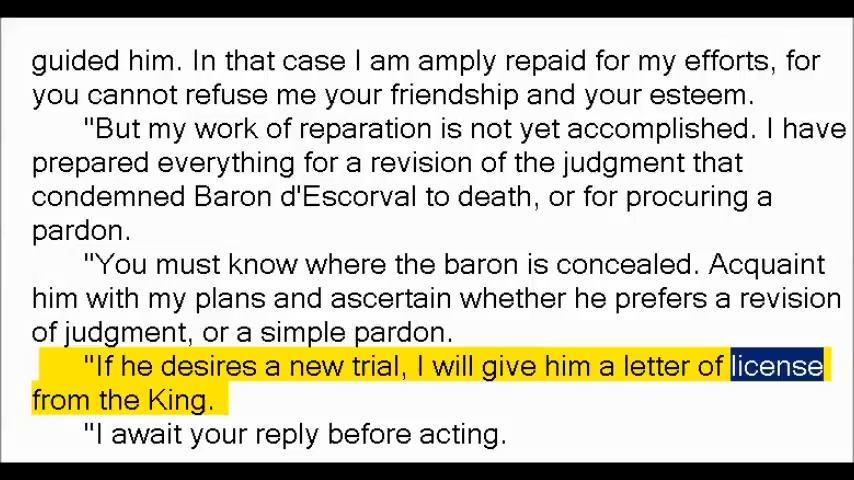 guided him. In that case I am amply repaid for my efforts, for
you cannot refuse me your friendship and your esteem.
"But my work of reparation is not yet accomplished. I have
prepared everything for a revision of the judgment that
condemned Baron d'Escorval to death, or for procuring a
pardon.
"You must know where the baron is concealed. Acquaint
him with my plans and ascertain whether he prefers a revision
of judgment, or a simple pardon.
"If he desires a new trial, I will give him a letter of license
from the King.
"I await your reply before acting.